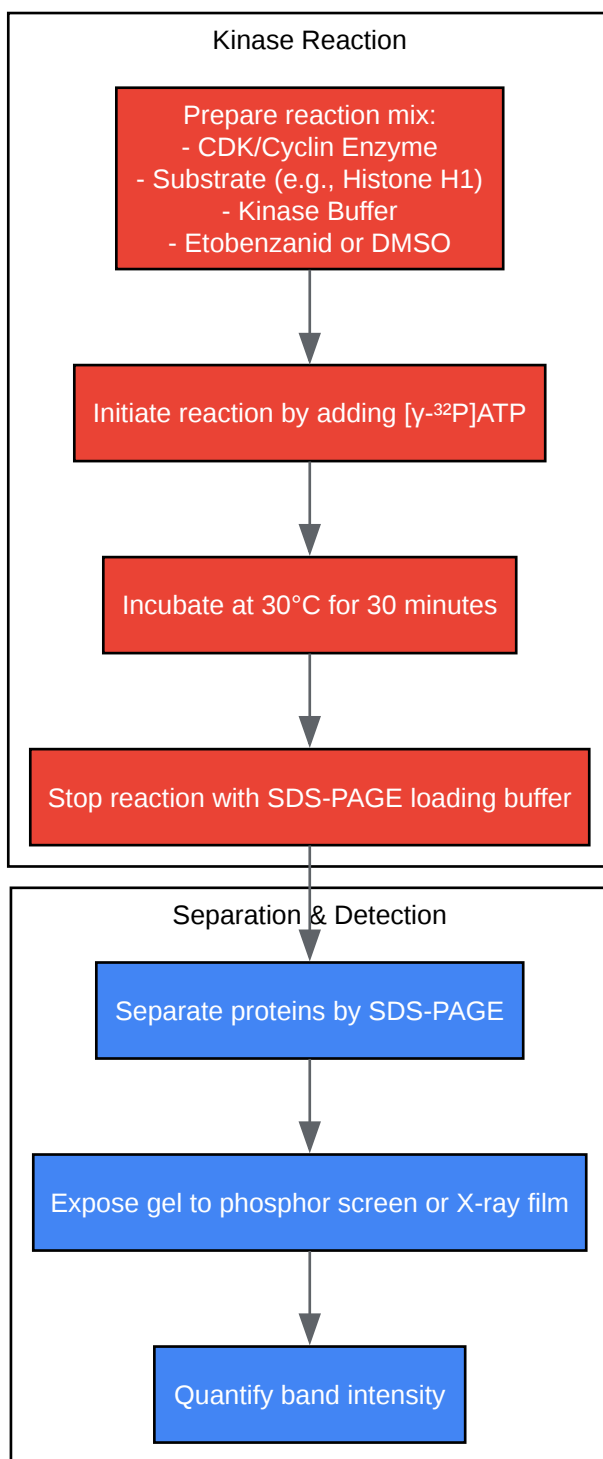 Kinase Reaction
Prepare reaction mix:
- CDK/Cyclin Enzyme
- Substrate (e.g., Histone H1)
- Kinase Buffer
- Etobenzanid or DMSO
Initiate reaction by adding [γ-³²P]ATP
Incubate at 30°C for 30 minutes
Stop reaction with SDS-PAGE loading buffer
Separation & Detection
Separate proteins by SDS-PAGE
Expose gel to phosphor screen or X-ray film
Quantify band intensity